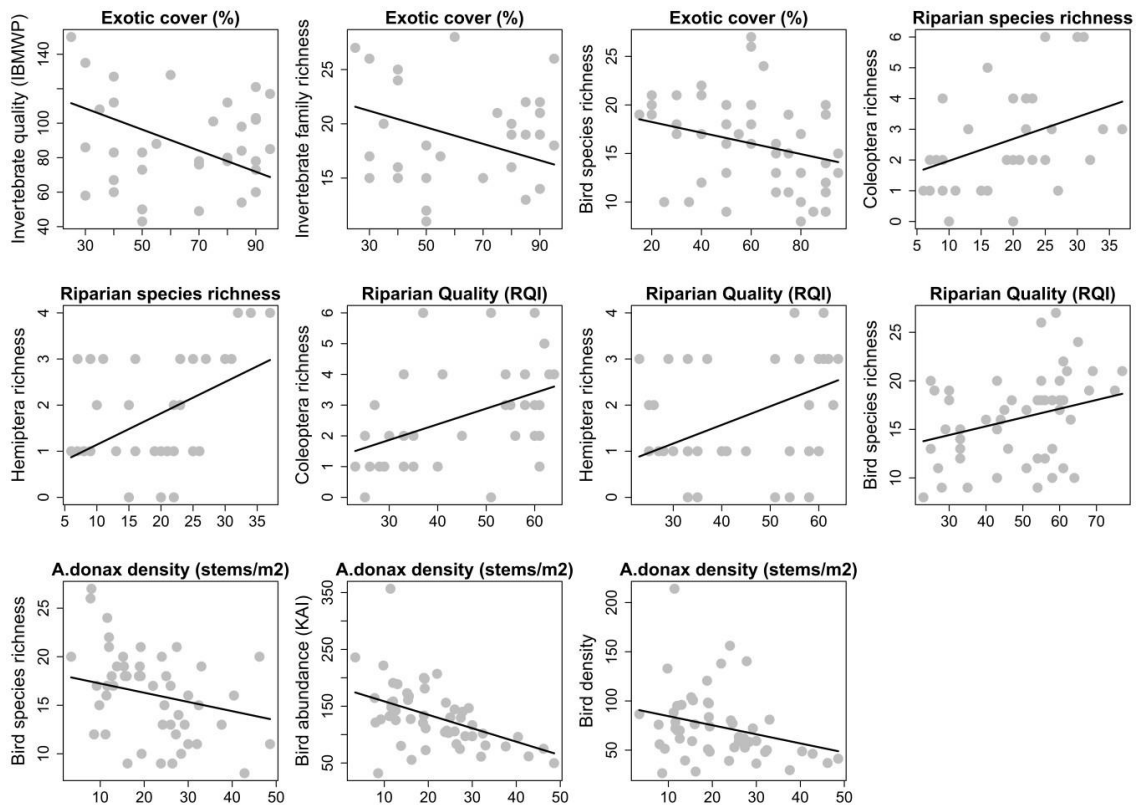 Exotic cover (%)
Invertebrate quality (IBMWP)
40 60 80 100 140
30 50 70 90
Exotic cover (%)
Invertebrate family richness
15 20 25
30 50 70 90
Exotic cover (%)
Bird species richness
10 15 20 25
20 40 60 80
Riparian species richness
Coleoptera richness
0 1 2 3 4 5 6
5 10 15 20 25 30 35
Riparian species richness
Hemiptera richness
0 1 2 3 4
5 10 15 20 25 30 35
Riparian Quality (RQI)
Coleoptera richness
0 1 2 3 4 5 6
30 40 50 60
Riparian Quality (RQI)
Hemiptera richness
0 1 2 3 4
30 40 50 60
Riparian Quality (RQI)
Bird species richness
10 15 20 25
30 40 50 60 70
A.donax density (stems/m2)
Bird species richness
10 15 20 25
10 20 30 40 50
A.donax density (stems/m2)
Bird abundance (KAI)
50 150 250 350
10 20 30 40 50
A.donax density (stems/m2)
Bird density
50 100 150 200
10 20 30 40 50